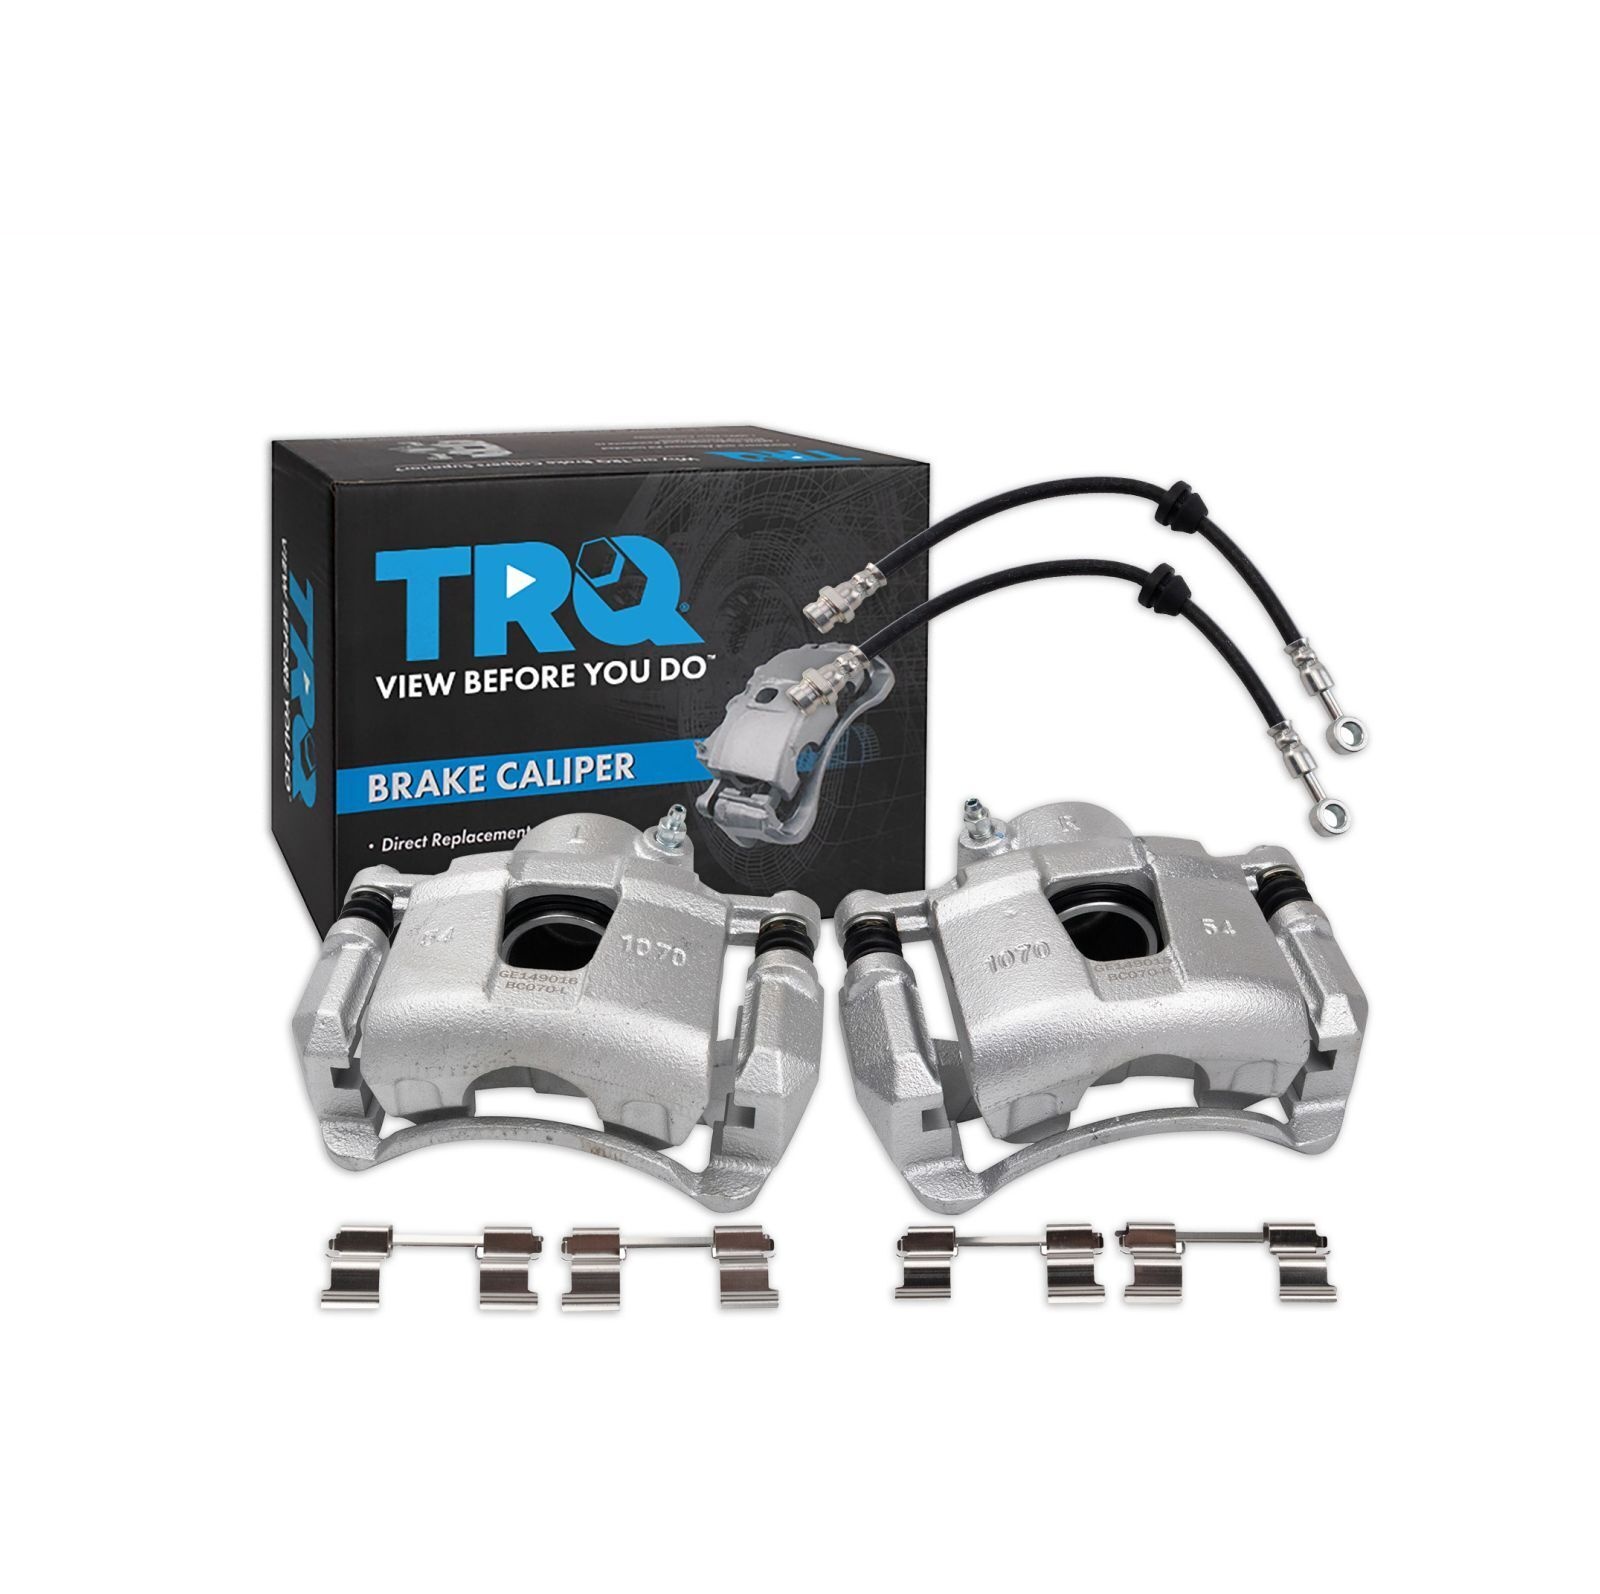 Why are TRQ Brake Calipers Superior?
TRQ
TRQ
VIEW BEFORE YOU DO
TRQ®
VIEW BEFORE YOU DO™
BRAKE CALIPER
• Direct Replacement
L
54
1070
GE149016
BC070-L
R
1070
54
BC070-R